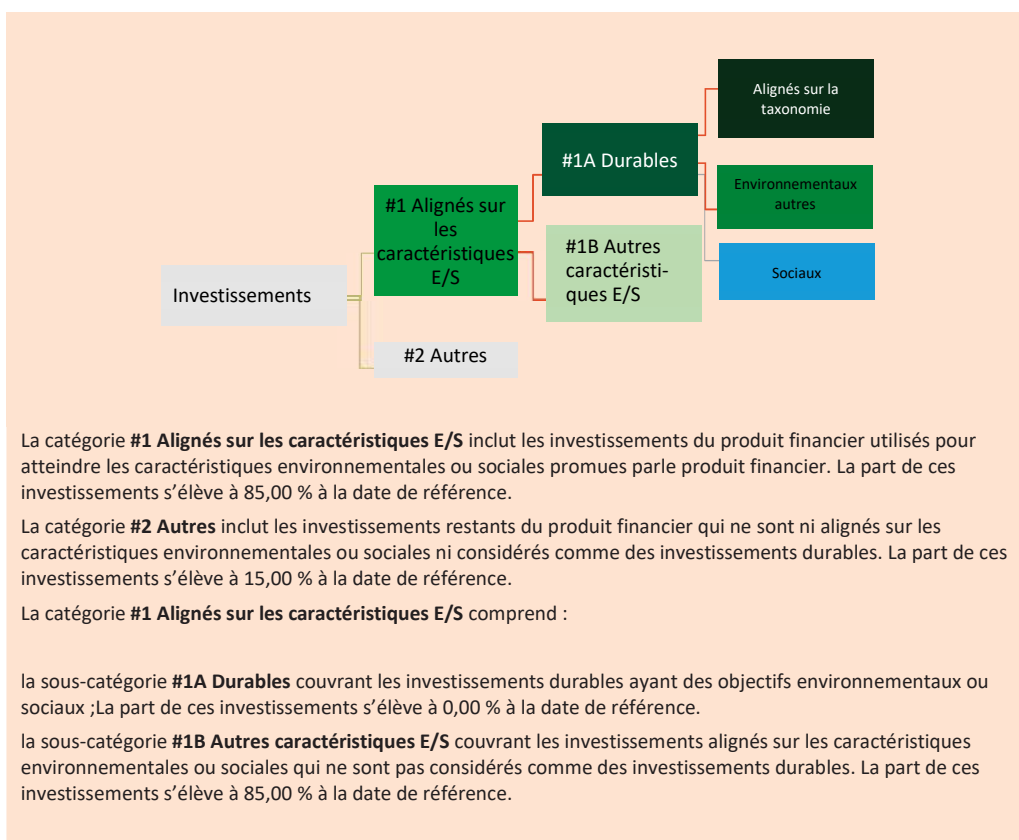 Alignés sur la
taxonomie
#1A Durables
Environnementaux
autres
#1 Alignés sur
les
caractéristiques
E/S
#1B Autres
caractéristi-
ques E/S
Sociaux
Investissements
#2 Autres
La catégorie #1 Alignés sur les caractéristiques E/S inclut les investissements du produit financier utilisés pour
atteindre les caractéristiques environnementales ou sociales promues parle produit financier. La part de ces
investissements s’élève à 85,00 % à la date de référence.
La catégorie #2 Autres inclut les investissements restants du produit financier qui ne sont ni alignés sur les
caractéristiques environnementales ou sociales ni considérés comme des investissements durables. La part de ces
investissements s’élève à 15,00 % à la date de référence.
La catégorie #1 Alignés sur les caractéristiques E/S comprend :
la sous-catégorie #1A Durables couvrant les investissements durables ayant des objectifs environnementaux ou
sociaux ;La part de ces investissements s’élève à 0,00 % à la date de référence.
la sous-catégorie #1B Autres caractéristiques E/S couvrant les investissements alignés sur les caractéristiques
environnementales ou sociales qui ne sont pas considérés comme des investissements durables. La part de ces
investissements s’élève à 85,00 % à la date de référence.